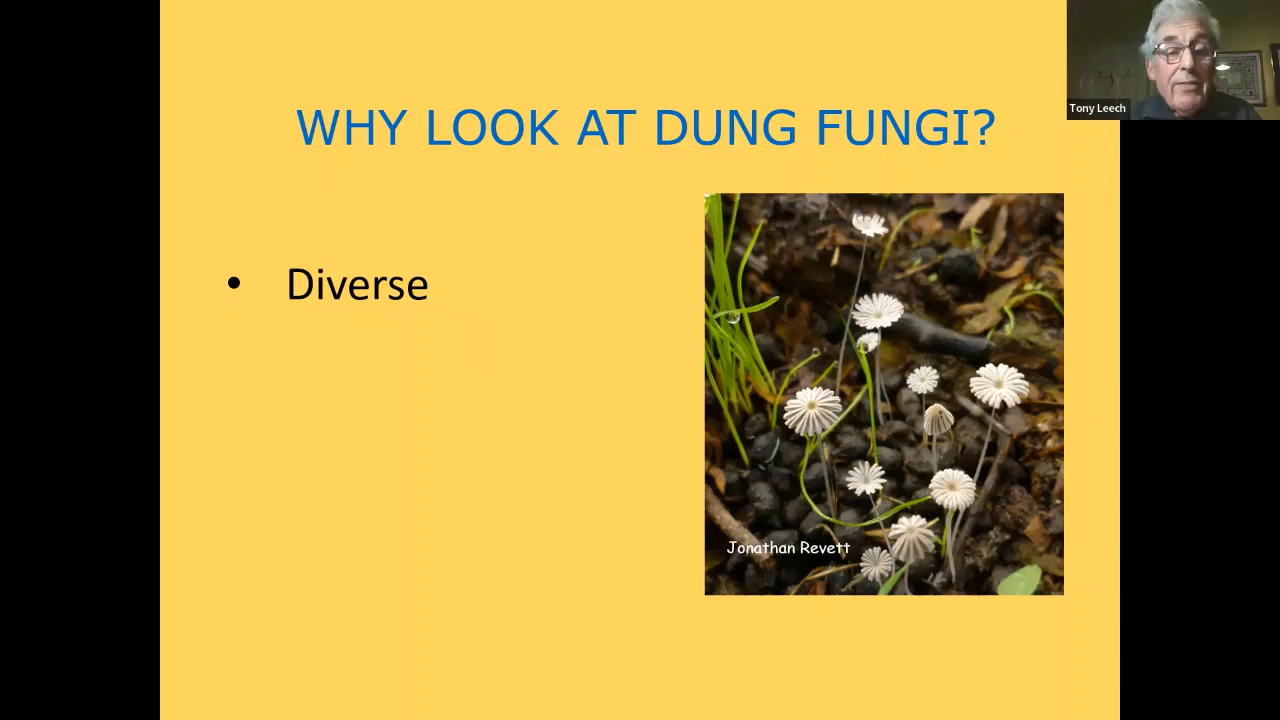 WHY LOOK AT DUNG FUNGI?
Tony Leech
• Diverse
Jonathan Revett